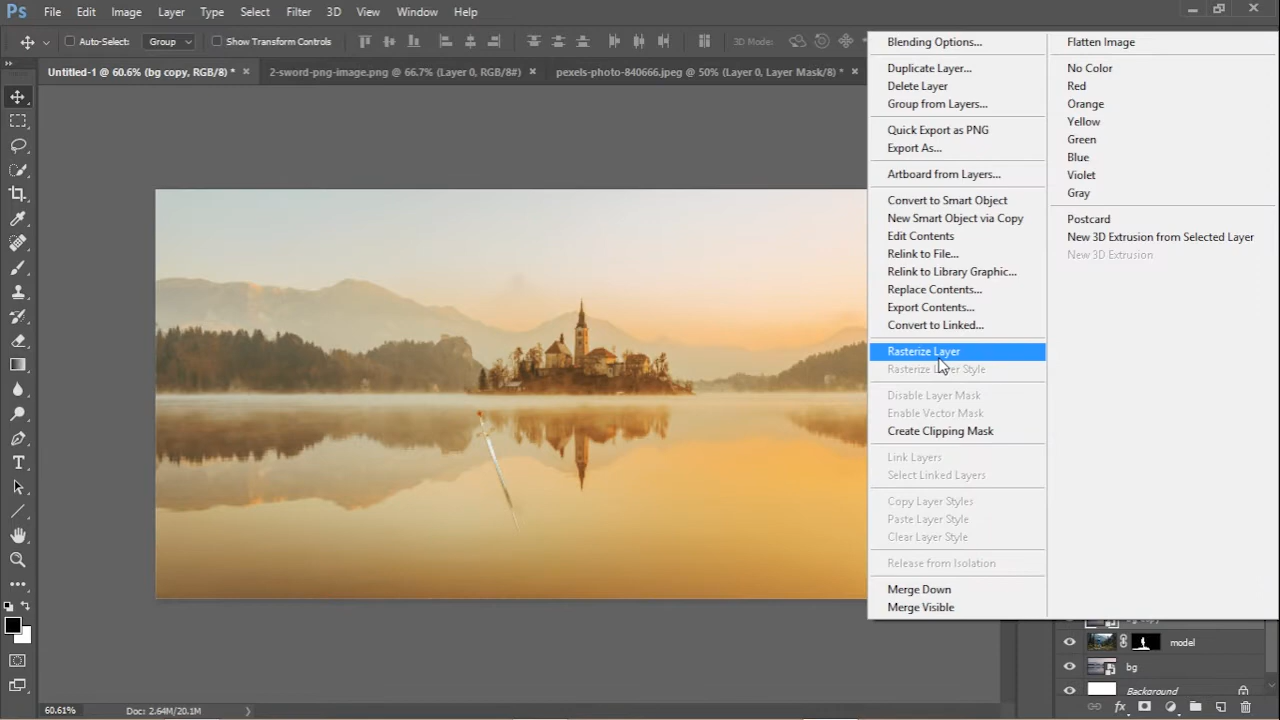 Ps File Edit Image Layer Type Select Filter 3D View Window Help
Auto-Select: Group Show Transform Controls 3D Mode:
Untitled-1 @ 60.6% (bg copy, RGB/8) * 2-sword-png-image.png @ 66.7% (Layer 0, RGB/8#) pexels-photo-840666.jpeg @ 50% (Layer 0, Layer Mask/8) *
Blending Options...
Duplicate Layer...
Delete Layer
Group from Layers...
Quick Export as PNG
Export As...
Artboard from Layers...
Convert to Smart Object
New Smart Object via Copy
Edit Contents
Relink to File...
Relink to Library Graphic...
Replace Contents...
Export Contents...
Convert to Linked...
Rasterize Layer
Rasterize Layer Style
Disable Layer Mask
Enable Vector Mask
Create Clipping Mask
Link Layers
Select Linked Layers
Copy Layer Styles
Paste Layer Style
Clear Layer Style
Release from Isolation
Merge Down
Merge Visible
Flatten Image
No Color
Red
Orange
Yellow
Green
Blue
Violet
Gray
Postcard
New 3D Extrusion from Selected Layer
New 3D Extrusion
model
bg
Background
60.61% Doc: 2.64M/20.1M